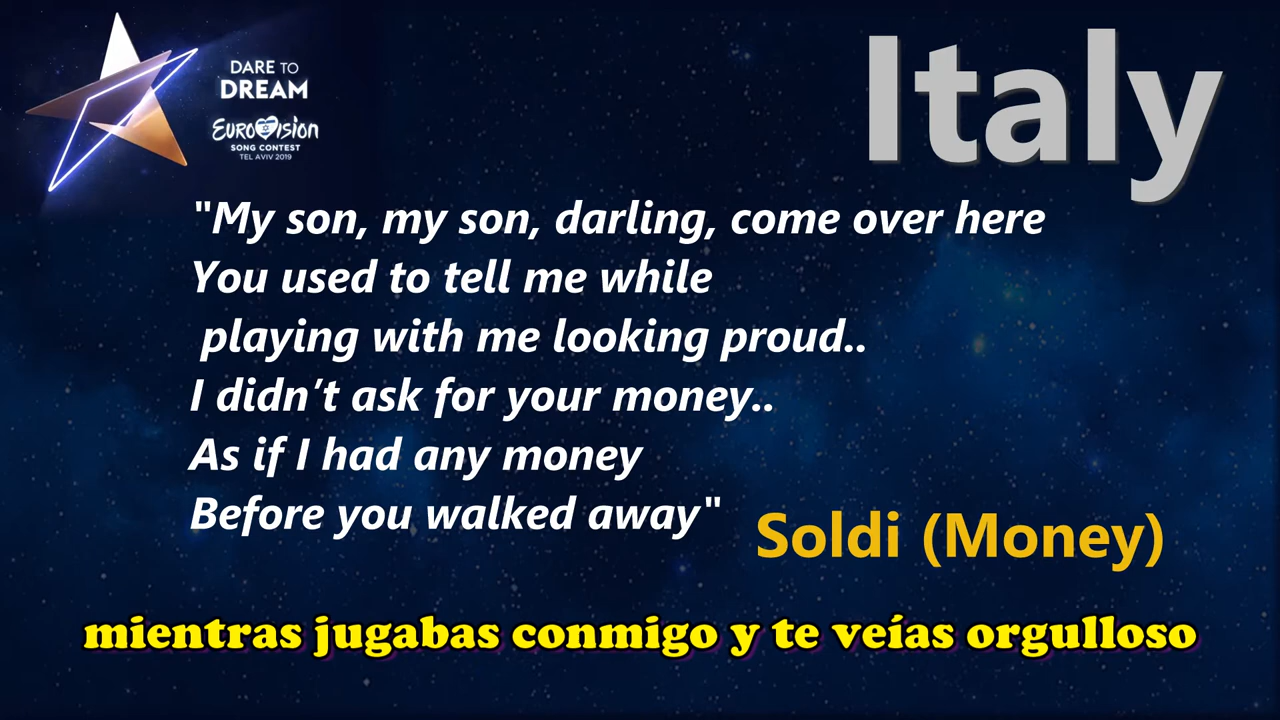 DARE TO
DREAM
EUROVISION
SONG CONTEST
TEL AVIV 2019
Italy
"My son, my son, darling, come over here
You used to tell me while
playing with me looking proud..
I didn’t ask for your money..
As if I had any money
Before you walked away"
Soldi (Money)
mientras jugabas conmigo y te veías orgulloso